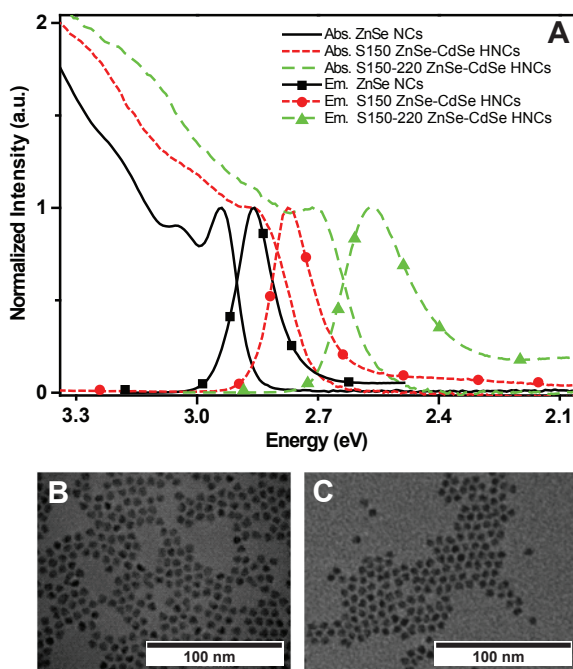 A
Abs. ZnSe NCs
Abs. S150 ZnSe-CdSe HNCs
Abs. S150-220 ZnSe-CdSe HNCs
Em. ZnSe NCs
Em. S150 ZnSe-CdSe HNCs
Em. S150-220 ZnSe-CdSe HNCs
Normalized Intensity (a.u.)
2
1
0
3.3 3.0 2.7 2.4 2.1
Energy (eV)
B
100 nm
C
100 nm